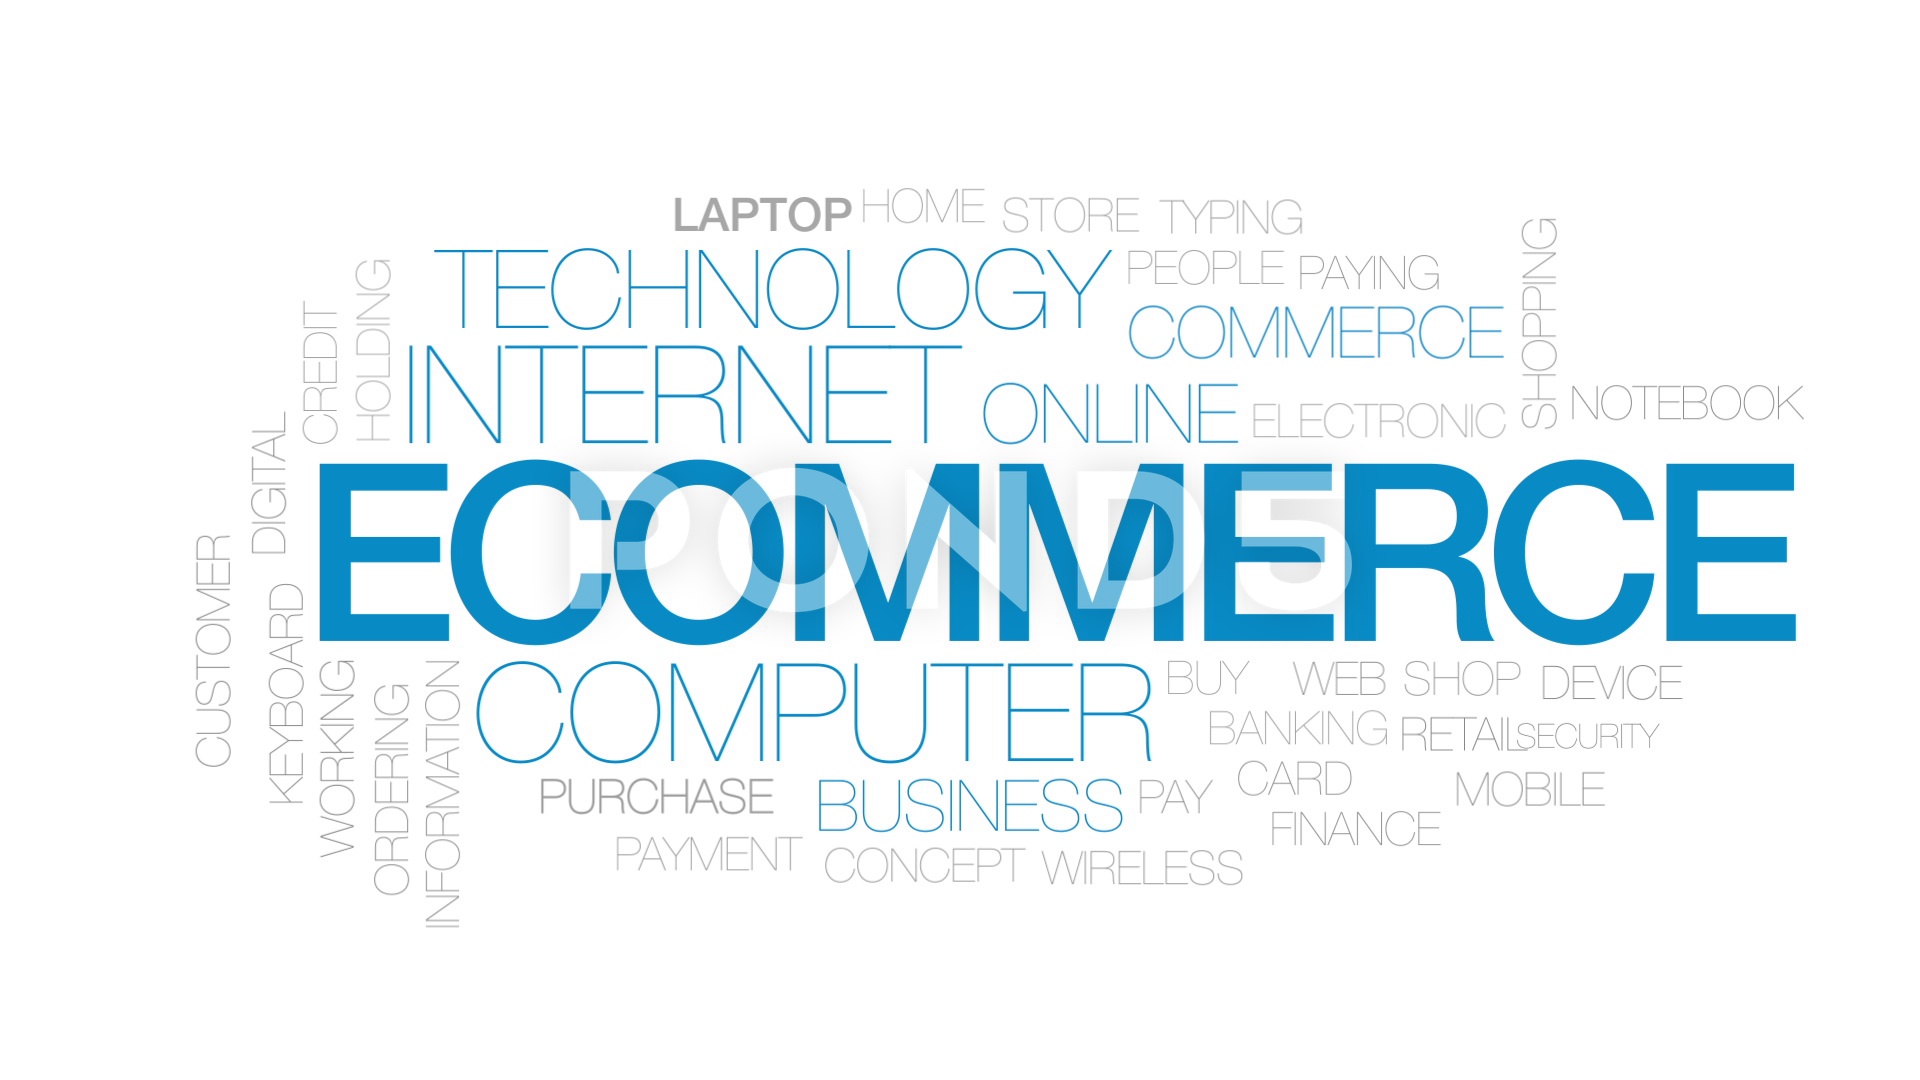 LAPTOP HOME STORE TYPING
TECHNOLOGY PEOPLE PAYING
COMMERCE
SHOPPING
INTERNET ONLINE ELECTRONIC NOTEBOOK
HOLDING
CREDIT
DIGITAL
ECOMMERCE
POND5
CUSTOMER
KEYBOARD
WORKING
ORDERING
INFORMATION
COMPUTER BUY WEB SHOP DEVICE
BANKING RETAIL SECURITY
PURCHASE BUSINESS PAY CARD MOBILE
FINANCE
PAYMENT CONCEPT WIRELESS